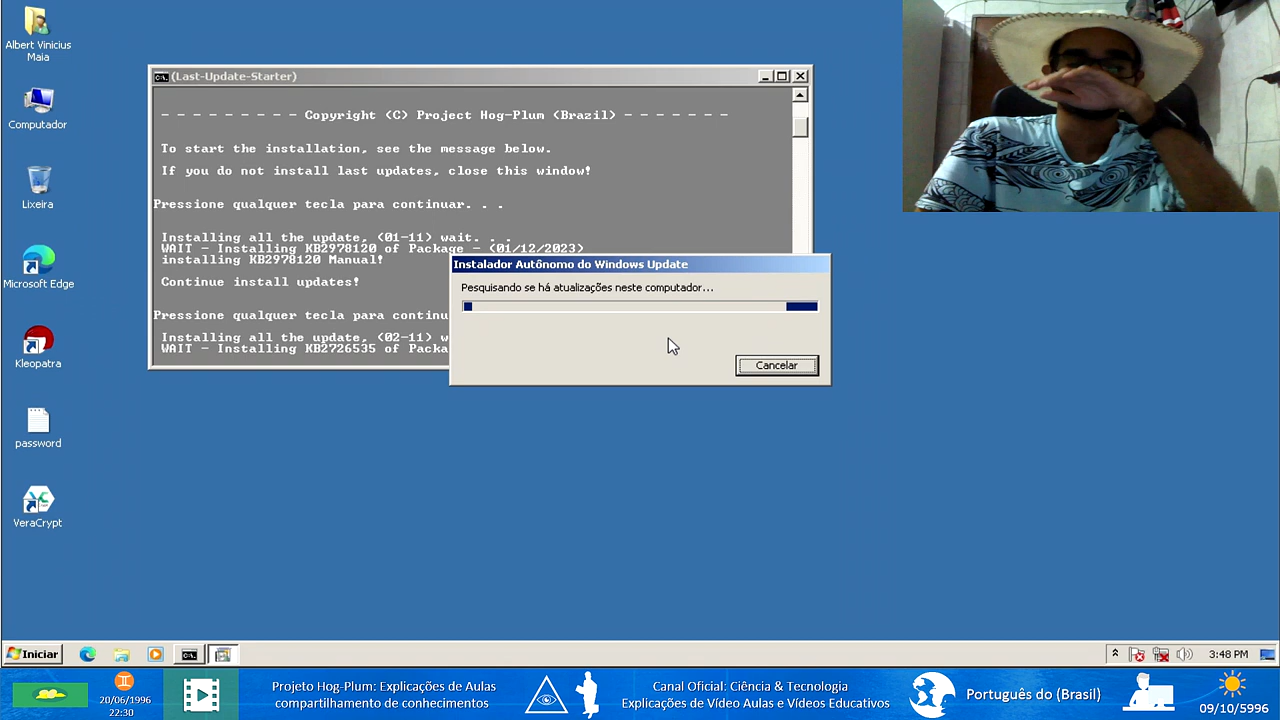 Albert Vinicius
Maia
Computador
Lixeira
Microsoft Edge
Kleopatra
password
VeraCrypt
(Last-Update-Starter)
- - - - - - - - - Copyright (C) Project Hog-Plum (Brazil) - - - - - - -
To start the installation, see the message below.
If you do not install last updates, close this window!
Pressione qualquer tecla para continuar. . .
Installing all the update, (01-11) wait. . .
WAIT - Installing KB2978120 of Package - (01/12/2023)
installing KB2978120 Manual!
Continue install updates!
Pressione qualquer tecla para continu
Installing all the update, (02-11) w
WAIT - Installing KB2726535 of Packa
Instalador Autônomo do Windows Update
Pesquisando se há atualizações neste computador...
Cancelar
Iniciar
3:48 PM
20/06/1996
22:30
Projeto Hog-Plum: Explicações de Aulas
compartilhamento de conhecimentos
Canal Oficial: Ciência & Tecnologia
Explicações de Vídeo Aulas e Vídeos Educativos
Português do (Brasil)
09/10/5996